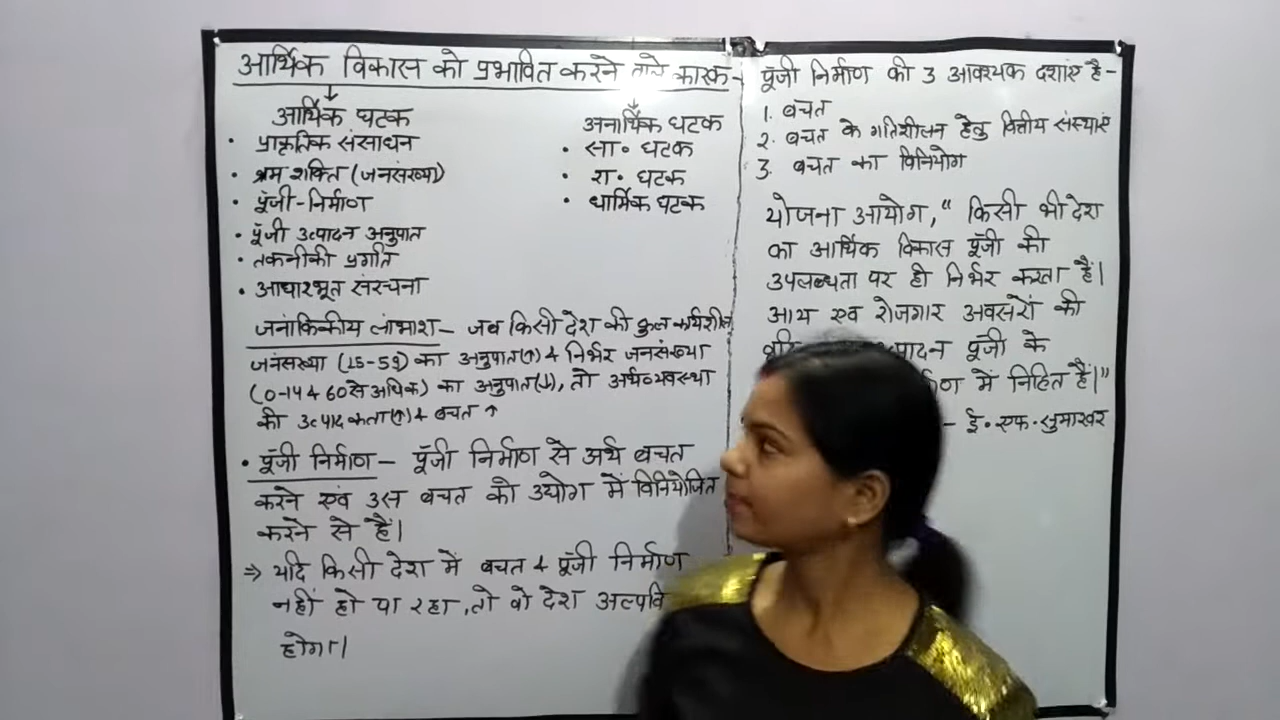 आर्थिक विकास को प्रभावित करने वाले कारक-
आर्थिक घटक
• प्राकृतिक संसाधन
• श्रम शक्ति (जनसंख्या)
• पूँजी-निर्माण
• पूँजी उत्पादन अनुपात
• तकनीकी प्रगति
• आधारभूत संरचना
अनार्थिक घटक
• सा० घटक
• रा० घटक
• धार्मिक घटक
जनांकिकीय लाभांश- जब किसी देश की कुल कार्यशील
जनसंख्या (15-59) का अनुपात(↑) & निर्भर जनसंख्या
(0-14 & 60 से अधिक) का अनुपात(↓), तो अर्थव्यवस्था
की उत्पादकता(↑) & बचत ↑
• पूँजी निर्माण- पूँजी निर्माण से अर्थ बचत
करने एवं उस बचत को उद्योग में विनियोजित
करने से है।
⇒ यदि किसी देश में बचत & पूँजी निर्माण
नहीं हो पा रहा, तो वो देश
होगा।
पूँजी निर्माण की 3 आवश्यक दशाएं है-
1. बचत
2. बचत के गतिशीलन हेतु वित्तीय संस्थाएं
3. बचत का विनियोग
योजना आयोग, "किसी भी देश
का आर्थिक विकास पूँजी की
उपलब्धता पर ही निर्भर करता है।
आय एवं रोजगार अवसरों की
पूँजी के
में निहित है।"
- ई. एफ. शुमाखर